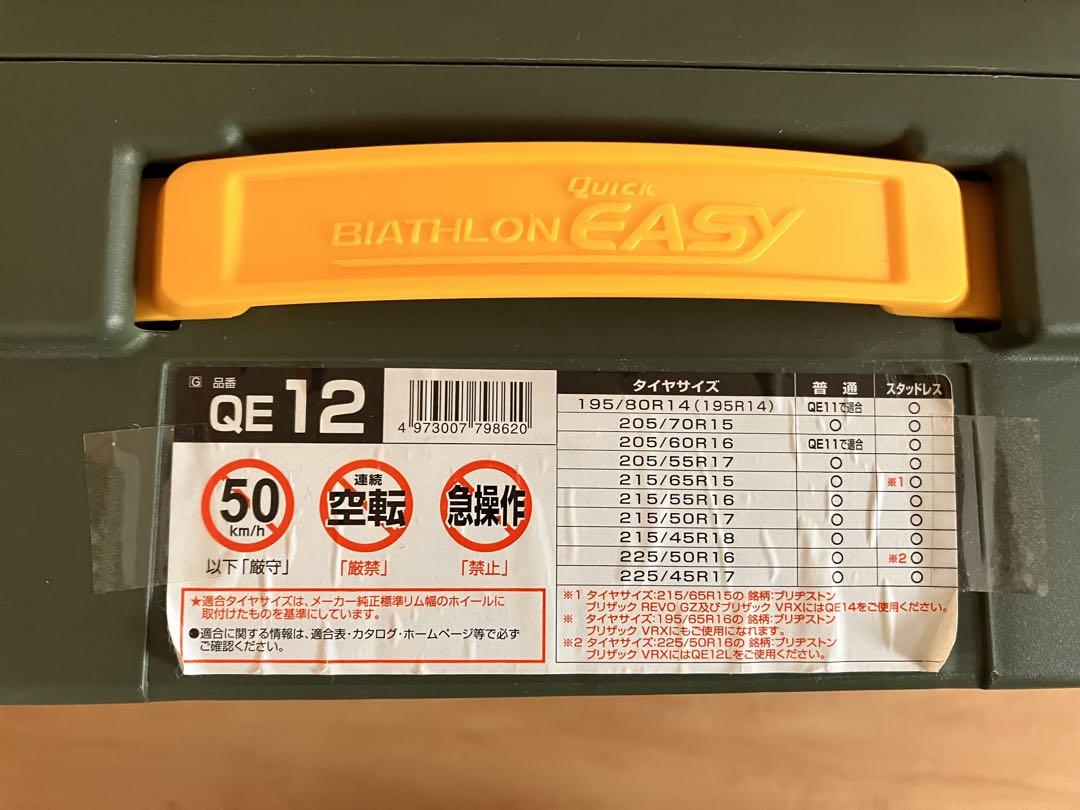 QUICK
BIATHLON EASY
G 品番
QE12
4 973007 798620
50
km/h
以下「厳守」
連続
空転
「厳禁」
急操作
「禁止」
★適合タイヤサイズは、メーカー純正標準リム幅のホイールに
取付けたものを基準にしています。
●適合に関する情報は、適合表・カタログ・ホームページ等で必ず
ご確認ください。
タイヤサイズ 普通 スタッドレス
195/80R14(195R14) QE11で適合 ○
205/70R15 ○ ○
205/60R16 QE11で適合 ○
205/55R17 ○ ○
215/65R15 ○ ※1 ○
215/55R16 ○ ○
215/50R17 ○ ○
215/45R18 ○ ○
225/50R16 ○ ※2 ○
225/45R17 ○ ○
※1 タイヤサイズ:215/65R15の 銘柄:ブリヂストン
ブリザック REVO GZ及びブリザック VRXにはQE14をご使用ください。
※ タイヤサイズ:195/65R16の 銘柄:ブリヂストン
ブリザック VRXにもご使用になれます。
※2 タイヤサイズ:225/50R16の 銘柄:ブリヂストン
ブリザック VRXにはQE12Lをご使用ください。